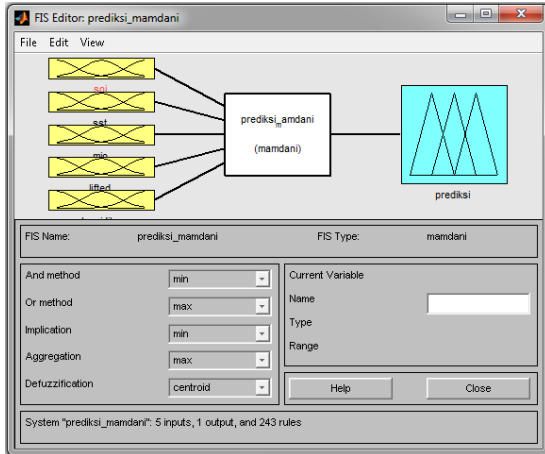 FIS Editor: prediksi_mamdani
File Edit View
soi
sst
mjo
lifted
prediksi_mamdani
(mamdani)
prediksi
FIS Name: prediksi_mamdani FIS Type: mamdani
And method min
Or method max
Implication min
Aggregation max
Defuzzification centroid
Current Variable
Name
Type
Range
Help Close
System "prediksi_mamdani": 5 inputs, 1 output, and 243 rules